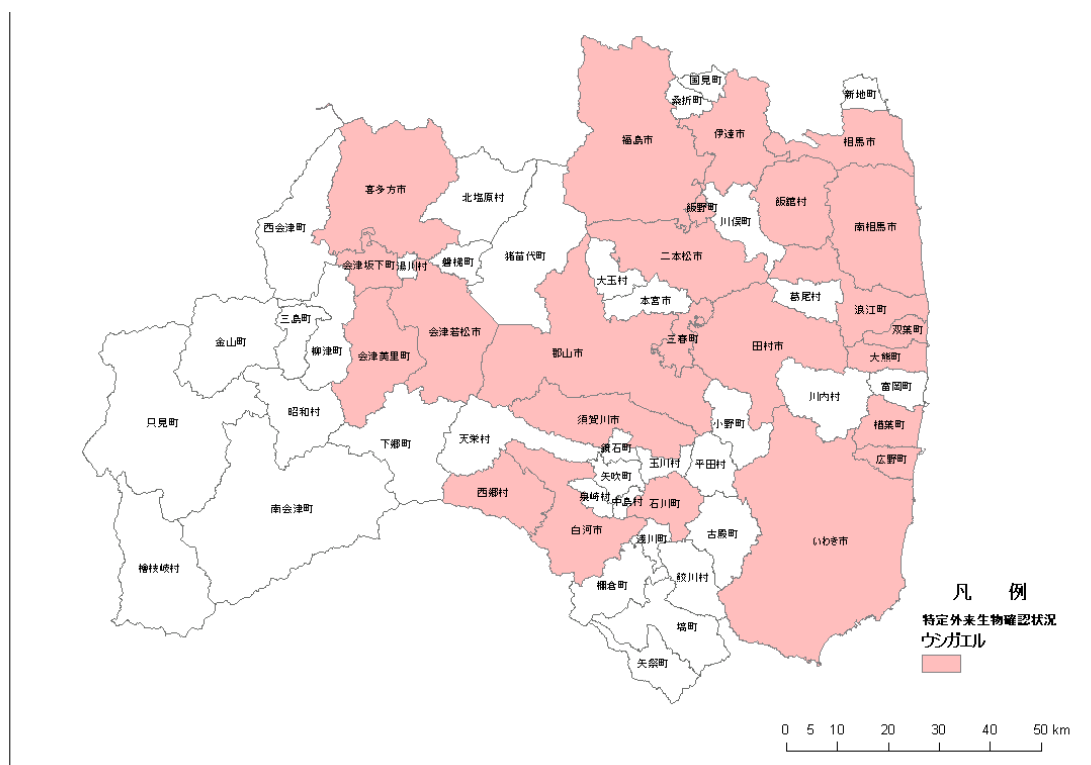 国見町
桑折町
新地町
福島市
伊達市
相馬市
喜多方市
北塩原村
飯野町
川俣町
飯舘村
南相馬市
西会津町
猪苗代町
二本松市
会津坂下町
湯川村
磐梯町
大玉村
本宮市
葛尾村
浪江町
双葉町
三島町
金山町
柳津町
会津美里町
会津若松市
郡山市
三春町
田村市
大熊町
富岡町
川内村
只見町
昭和村
下郷町
天栄村
須賀川市
小野町
楢葉町
広野町
鏡石町
玉川村
平田村
矢吹町
西郷村
泉崎村
中島村
石川町
南会津町
白河市
浅川町
古殿町
いわき市
檜枝岐村
棚倉町
鮫川村
塙町
矢祭町
凡 例
特定外来生物確認状況
ウシガエル
0 5 10 20 30 40 50 km